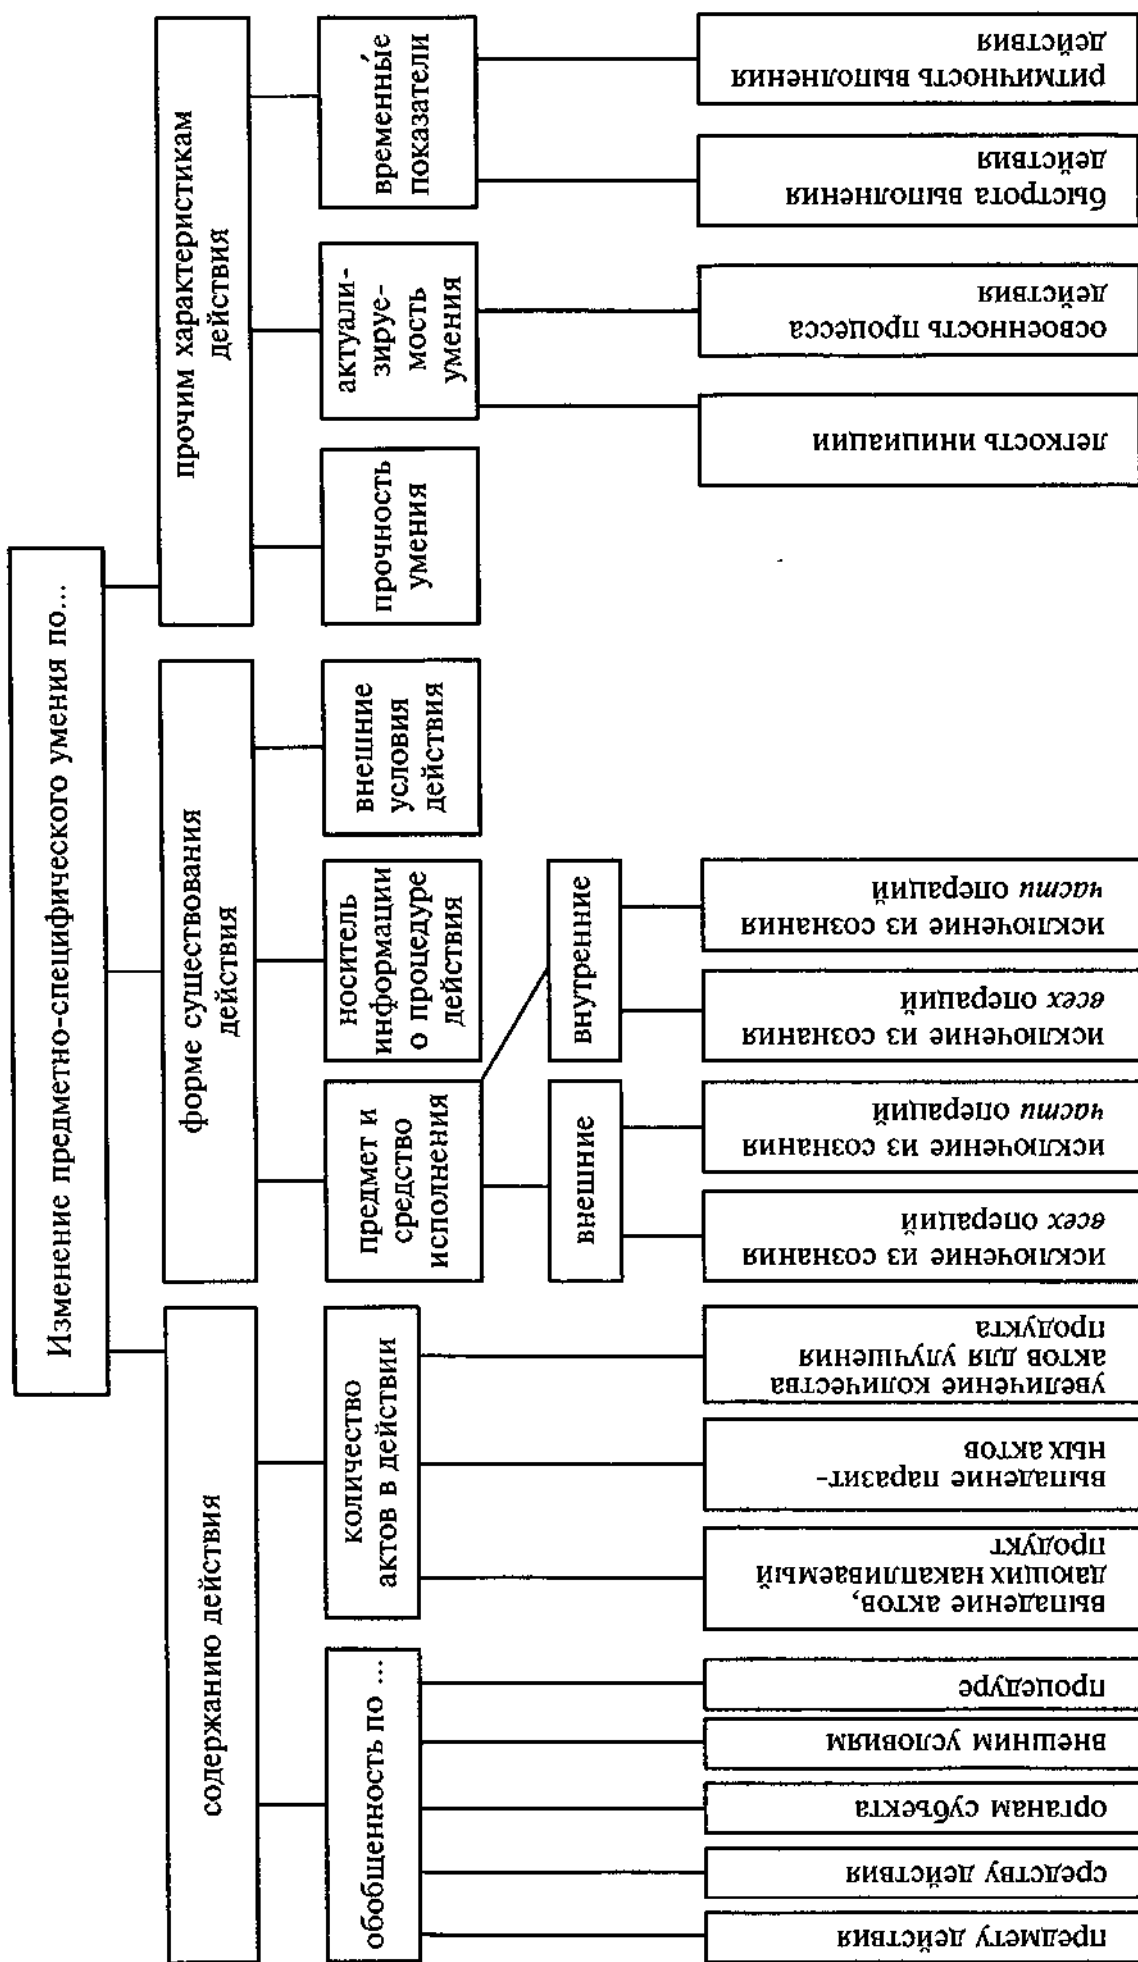 Изменение предметно-специфического умения по...
содержанию действия
форме существования
действия
прочим характеристикам
действия
обобщенность по ...
количество
актов в действии
предмет и
средство
исполнения
носитель
информации
о процедуре
действия
внешние
условия
действия
прочность
умения
актуали-
зируе-
мость
умения
временны́е
показатели
внешние
внутренние
предмету действия
средству действия
органам субъекта
внешним условиям
процедуре
выпадение актов,
дающих накапливаемый
продукт
выпадение паразит-
ных актов
увеличение количества
актов для улучшения
продукта
исключение из сознания
всех операций
исключение из сознания
части операций
исключение из сознания
всех операций
исключение из сознания
части операций
легкость инициации
освоенность процесса
действия
быстрота выполнения
действия
ритмичность выполнения
действия